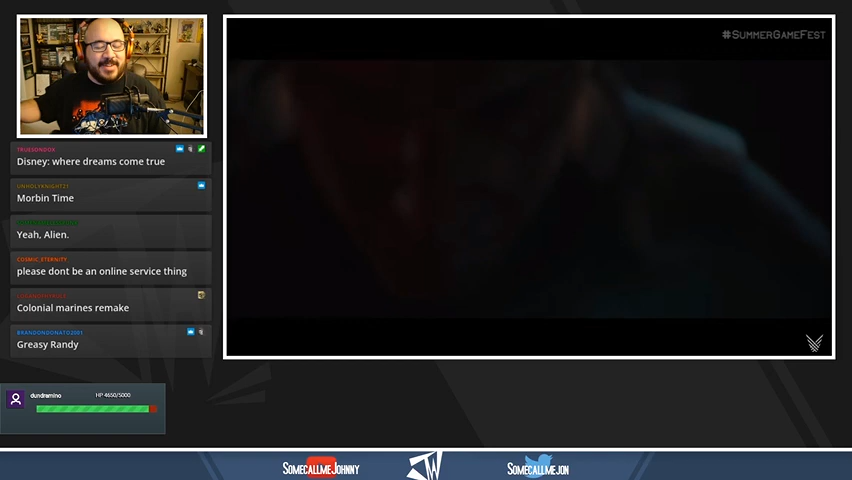 #SummerGameFest
TRUESONDOX
Disney: where dreams come true
UNHOLYKNIGHT21
Morbin Time
Yeah, Alien.
COSMIC_ETERNITY
please dont be an online service thing
Colonial marines remake
BRANDONDONATO2001
Greasy Randy
dundramino
HP 4650/5000
SomecallmeJohnny
Somecallmejon